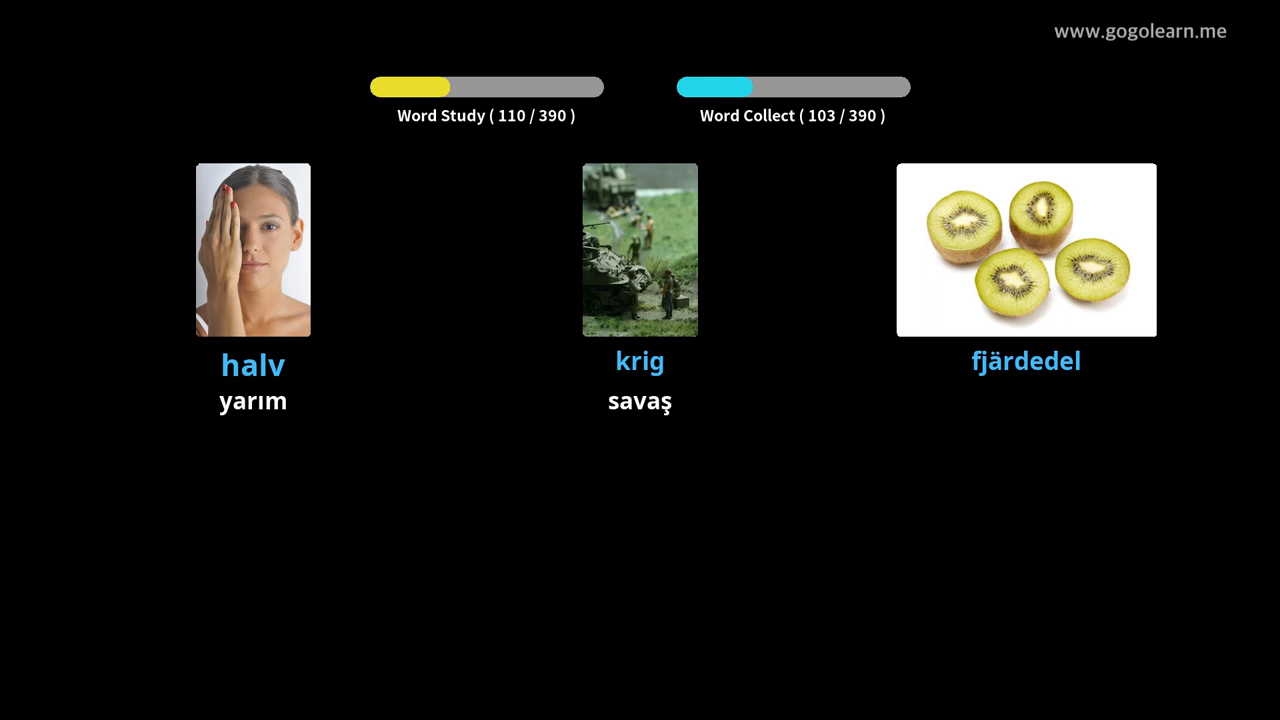 www.gogolearn.me
Word Study ( 110 / 390 )
Word Collect ( 103 / 390 )
halv
krig
fjärdedel
yarım
savaş